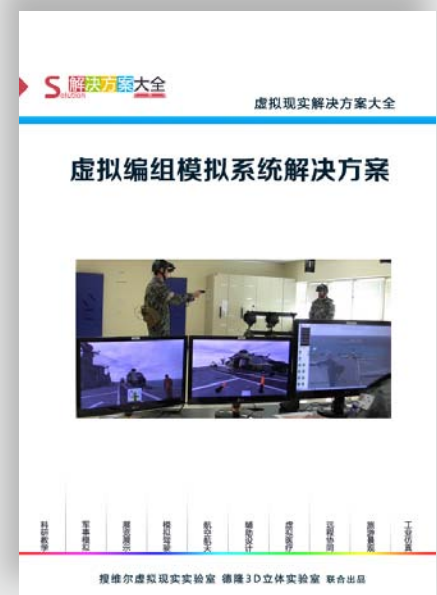 Solution 解决方案大全
虚拟现实解决方案大全
虚拟编组模拟系统解决方案
科研教学
军事模拟
展览展示
模拟驾驶
航空航天
辅助设计
虚拟医疗
远程协同
旅游景观
工业仿真
搜维尔虚拟现实实验室 德隆3D立体实验室 联合出品